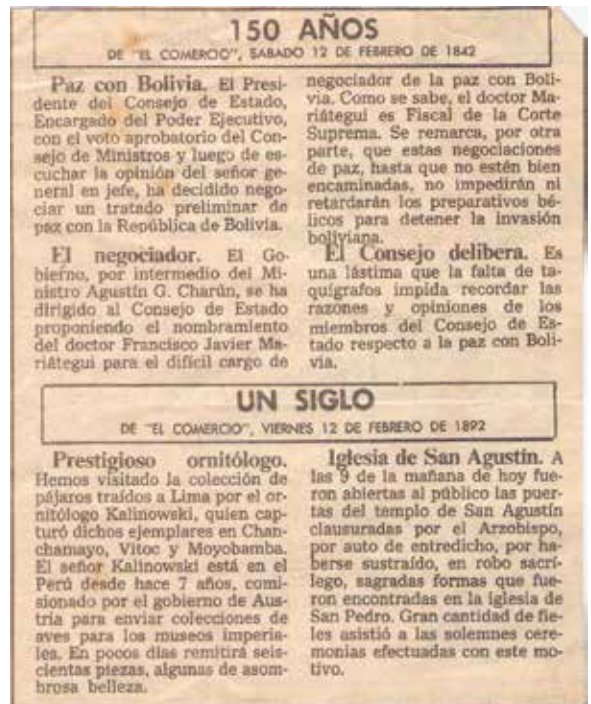 150 AÑOS
DE "EL COMERCIO", SABADO 12 DE FEBRERO DE 1842
Paz con Bolivia. El Presi-
dente del Consejo de Estado,
Encargado del Poder Ejecutivo,
con el voto aprobatorio del Con-
sejo de Ministros y luego de es-
cuchar la opinión del señor ge-
neral en jefe, ha decidido nego-
ciar un tratado preliminar de
paz con la República de Bolivia.
El negociador. El Go-
bierno, por intermedio del Mi-
nistro Agustín G. Charún, se ha
dirigido al Consejo de Estado
proponiendo el nombramiento
del doctor Francisco Javier Ma-
riátegui para el difícil cargo de
negociador de la paz con Boli-
via. Como se sabe, el doctor Ma-
riátegui es Fiscal de la Corte
Suprema. Se remarca, por otra
parte, que estas negociaciones
de paz, hasta que no estén bien
encaminadas, no impedirán ni
retardarán los preparativos bé-
licos para detener la invasión
boliviana.
El Consejo delibera. Es
una lástima que la falta de ta-
quígrafos impida recordar las
razones y opiniones de los
miembros del Consejo de Es-
tado respecto a la paz con Boli-
via.
UN SIGLO
DE "EL COMERCIO", VIERNES 12 DE FEBRERO DE 1892
Prestigioso ornitólogo.
Hemos visitado la colección de
pájaros traídos a Lima por el or-
nitólogo Kalinowski, quien cap-
turó dichos ejemplares en Chan-
chamayo, Vitoc y Moyobamba.
El señor Kalinowski está en el
Perú desde hace 7 años, comi-
sionado por el gobierno de Aus-
tria para enviar colecciones de
aves para los museos imperia-
les. En pocos días remitirá seis-
cientas piezas, algunas de asom-
brosa belleza.
Iglesia de San Agustín. A
las 9 de la mañana de hoy fue-
ron abiertas al público las puer-
tas del templo de San Agustín
clausuradas por el Arzobispo,
por auto de entredicho, por ha-
berse sustraído, en robo sacrí-
lego, sagradas formas que fue-
ron encontradas en la iglesia de
San Pedro. Gran cantidad de fie-
les asistió a las solemnes cere-
monias efectuadas con este mo-
tivo.